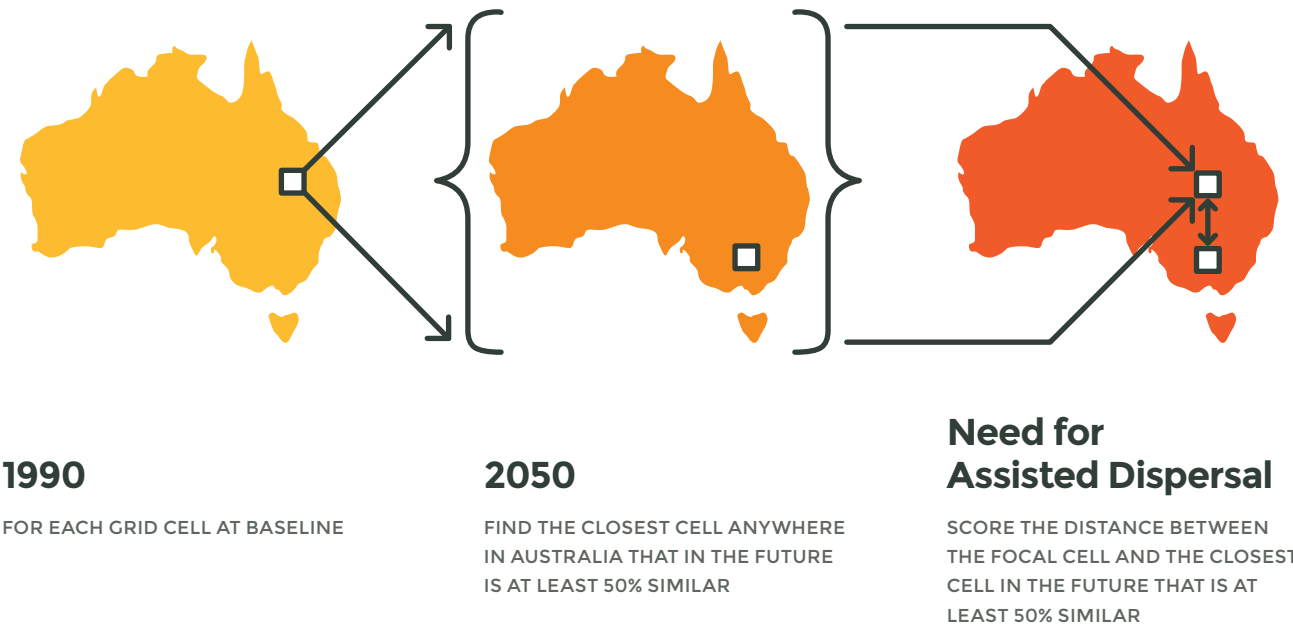 1990
FOR EACH GRID CELL AT BASELINE
2050
FIND THE CLOSEST CELL ANYWHERE
IN AUSTRALIA THAT IN THE FUTURE
IS AT LEAST 50% SIMILAR
Need for
Assisted Dispersal
SCORE THE DISTANCE BETWEEN
THE FOCAL CELL AND THE CLOSEST
CELL IN THE FUTURE THAT IS AT
LEAST 50% SIMILAR